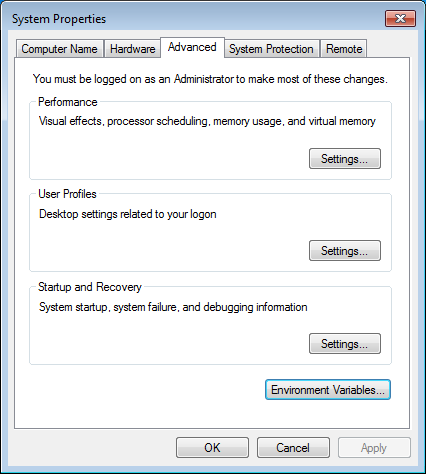 System Properties
Computer Name Hardware Advanced System Protection Remote
You must be logged on as an Administrator to make most of these changes.
Performance
Visual effects, processor scheduling, memory usage, and virtual memory
Settings...
User Profiles
Desktop settings related to your logon
Settings...
Startup and Recovery
System startup, system failure, and debugging information
Settings...
Environment Variables...
OK Cancel Apply